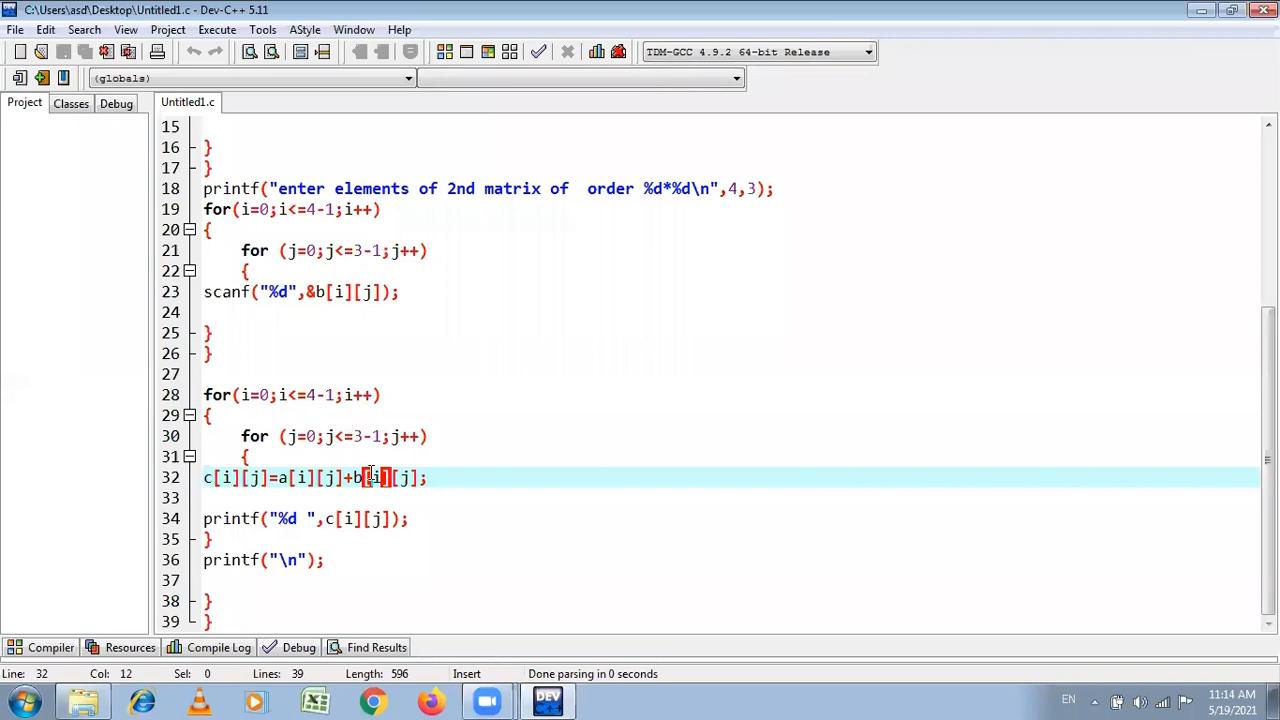 C:\Users\asd\Desktop\Untitled1.c - Dev-C++ 5.11
File Edit Search View Project Execute Tools AStyle Window Help
TDM-GCC 4.9.2 64-bit Release
(globals)
Project Classes Debug
Untitled1.c
15
16 }
17 }
18 printf("enter elements of 2nd matrix of  order %d*%d\n",4,3);
19 for(i=0;i<=4-1;i++)
20 {
21     for (j=0;j<=3-1;j++)
22     {
23 scanf("%d",&b[i][j]);
24
25 }
26 }
27
28 for(i=0;i<=4-1;i++)
29 {
30     for (j=0;j<=3-1;j++)
31     {
32 c[i][j]=a[i][j]+b[i][j];
33
34 printf("%d ",c[i][j]);
35 }
36 printf("\n");
37
38 }
39 }
Compiler Resources Compile Log Debug Find Results
Line: 32 Col: 12 Sel: 0 Lines: 39 Length: 596 Insert Done parsing in 0 seconds
DEV
EN
11:14 AM
5/19/2021